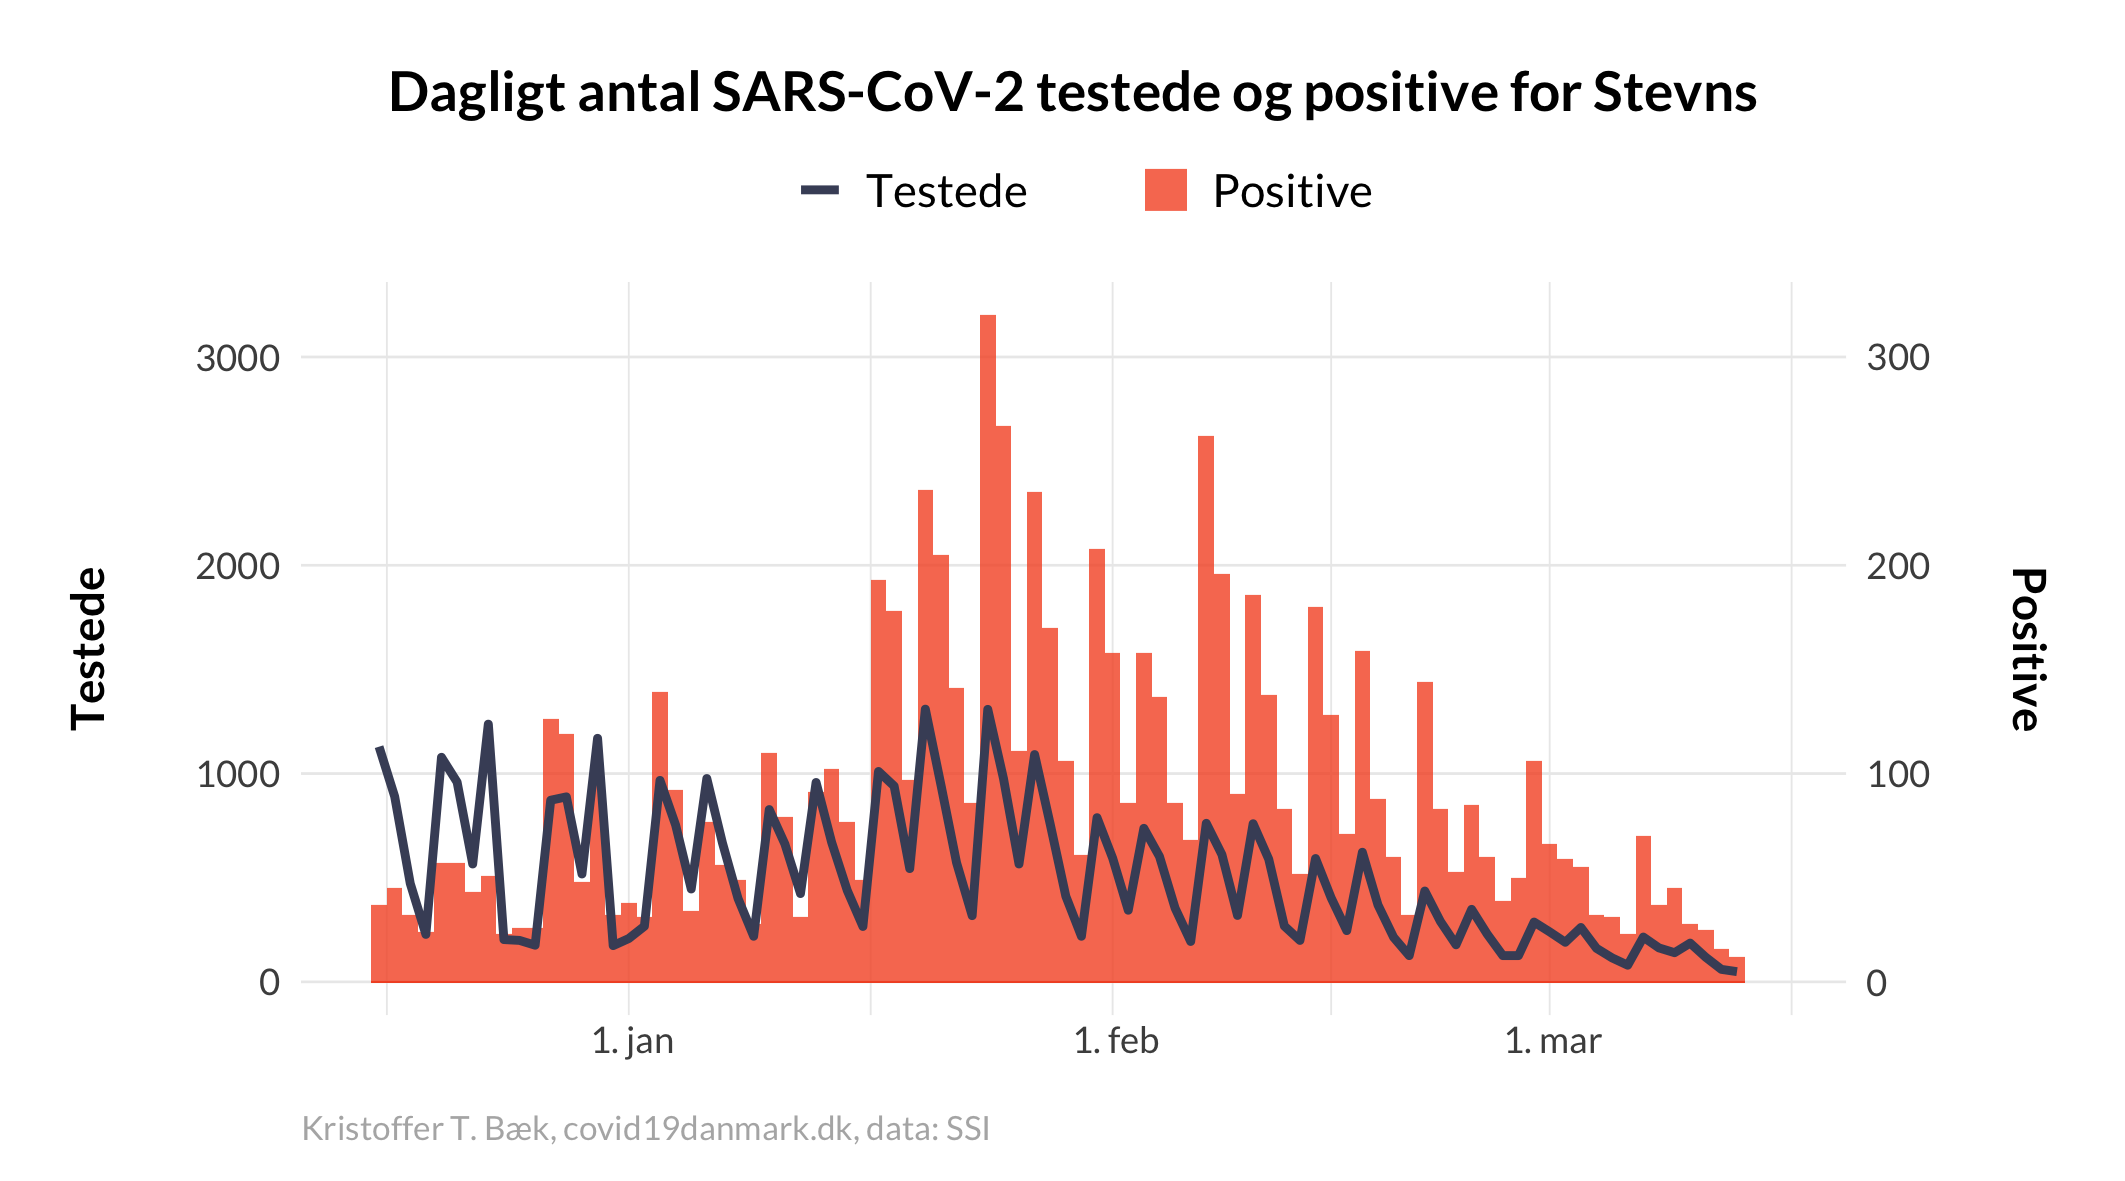 Dagligt antal SARS-CoV-2 testede og positive for Stevns
Testede
Positive
3000
2000
1000
0
Testede
300
200
100
0
Positive
1. jan
1. feb
1. mar
Kristoffer T. Bæk, covid19danmark.dk, data: SSI